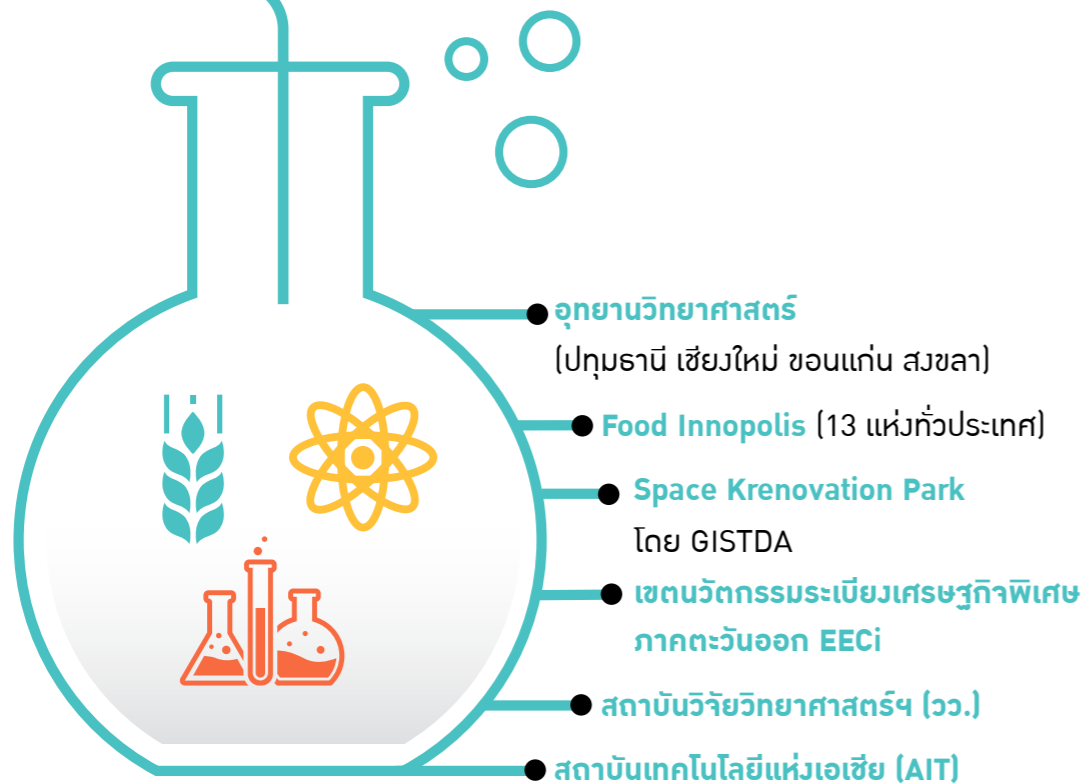 อุทยานวิทยาศาสตร์
(ปทุมธานี เชียงใหม่ ขอนแก่น สงขลา)
Food Innopolis (13 แห่งทั่วประเทศ)
Space Krenovation Park
โดย GISTDA
เขตนวัตกรรมระเบียงเศรษฐกิจพิเศษ
ภาคตะวันออก EECi
สถาบันวิจัยวิทยาศาสตร์ฯ (วว.)
สถาบันเทคโนโลยีแห่งเอเชีย (AIT)